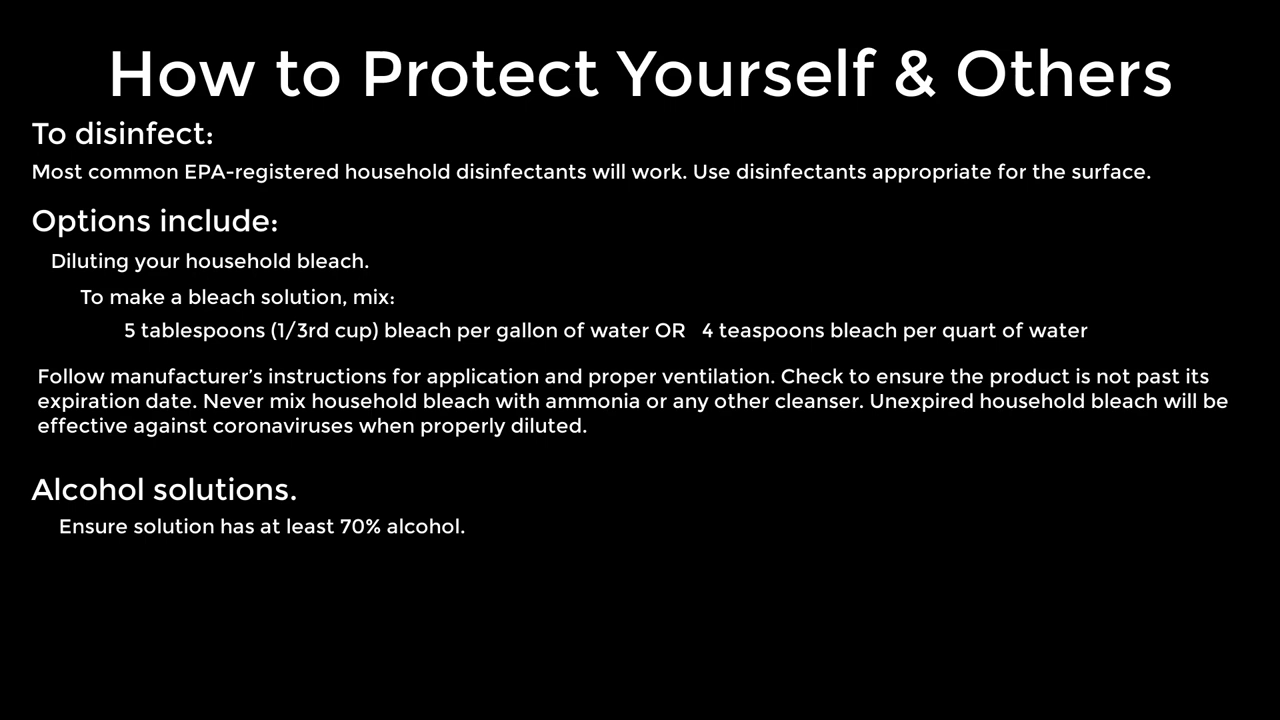 How to Protect Yourself & Others
To disinfect:
Most common EPA-registered household disinfectants will work. Use disinfectants appropriate for the surface.
Options include:
Diluting your household bleach.
To make a bleach solution, mix:
5 tablespoons (1/3rd cup) bleach per gallon of water OR 4 teaspoons bleach per quart of water
Follow manufacturer’s instructions for application and proper ventilation. Check to ensure the product is not past its
expiration date. Never mix household bleach with ammonia or any other cleanser. Unexpired household bleach will be
effective against coronaviruses when properly diluted.
Alcohol solutions.
Ensure solution has at least 70% alcohol.